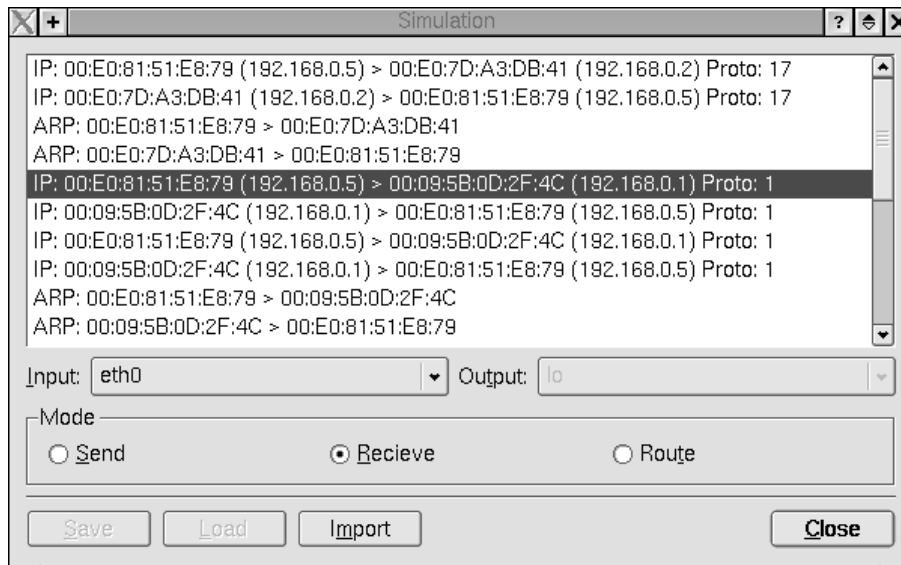 Simulation
IP: 00:E0:81:51:E8:79 (192.168.0.5) > 00:E0:7D:A3:DB:41 (192.168.0.2) Proto: 17
IP: 00:E0:7D:A3:DB:41 (192.168.0.2) > 00:E0:81:51:E8:79 (192.168.0.5) Proto: 17
ARP: 00:E0:81:51:E8:79 > 00:E0:7D:A3:DB:41
ARP: 00:E0:7D:A3:DB:41 > 00:E0:81:51:E8:79
IP: 00:E0:81:51:E8:79 (192.168.0.5) > 00:09:5B:0D:2F:4C (192.168.0.1) Proto: 1
IP: 00:09:5B:0D:2F:4C (192.168.0.1) > 00:E0:81:51:E8:79 (192.168.0.5) Proto: 1
IP: 00:E0:81:51:E8:79 (192.168.0.5) > 00:09:5B:0D:2F:4C (192.168.0.1) Proto: 1
IP: 00:09:5B:0D:2F:4C (192.168.0.1) > 00:E0:81:51:E8:79 (192.168.0.5) Proto: 1
ARP: 00:E0:81:51:E8:79 > 00:09:5B:0D:2F:4C
ARP: 00:09:5B:0D:2F:4C > 00:E0:81:51:E8:79
Input: eth0 Output: lo
Mode
Send Recieve Route
Save Load Import Close